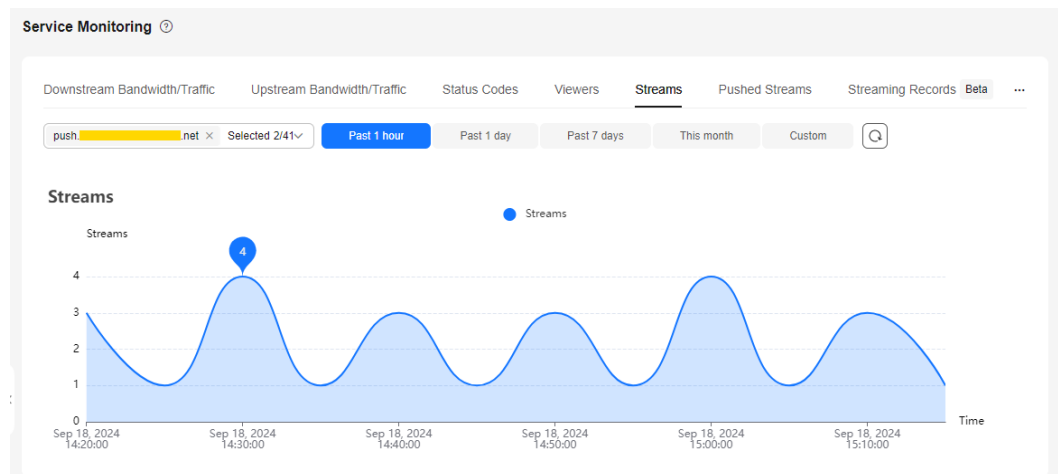 Service Monitoring ?
Downstream Bandwidth/Traffic Upstream Bandwidth/Traffic Status Codes Viewers Streams Pushed Streams Streaming Records Beta ...
push. .net × Selected 2/41 Past 1 hour Past 1 day Past 7 days This month Custom
Streams
Streams
Streams
4
4
3
2
1
0
Time
Sep 18, 2024 Sep 18, 2024 Sep 18, 2024 Sep 18, 2024 Sep 18, 2024 Sep 18, 2024
14:20:00 14:30:00 14:40:00 14:50:00 15:00:00 15:10:00